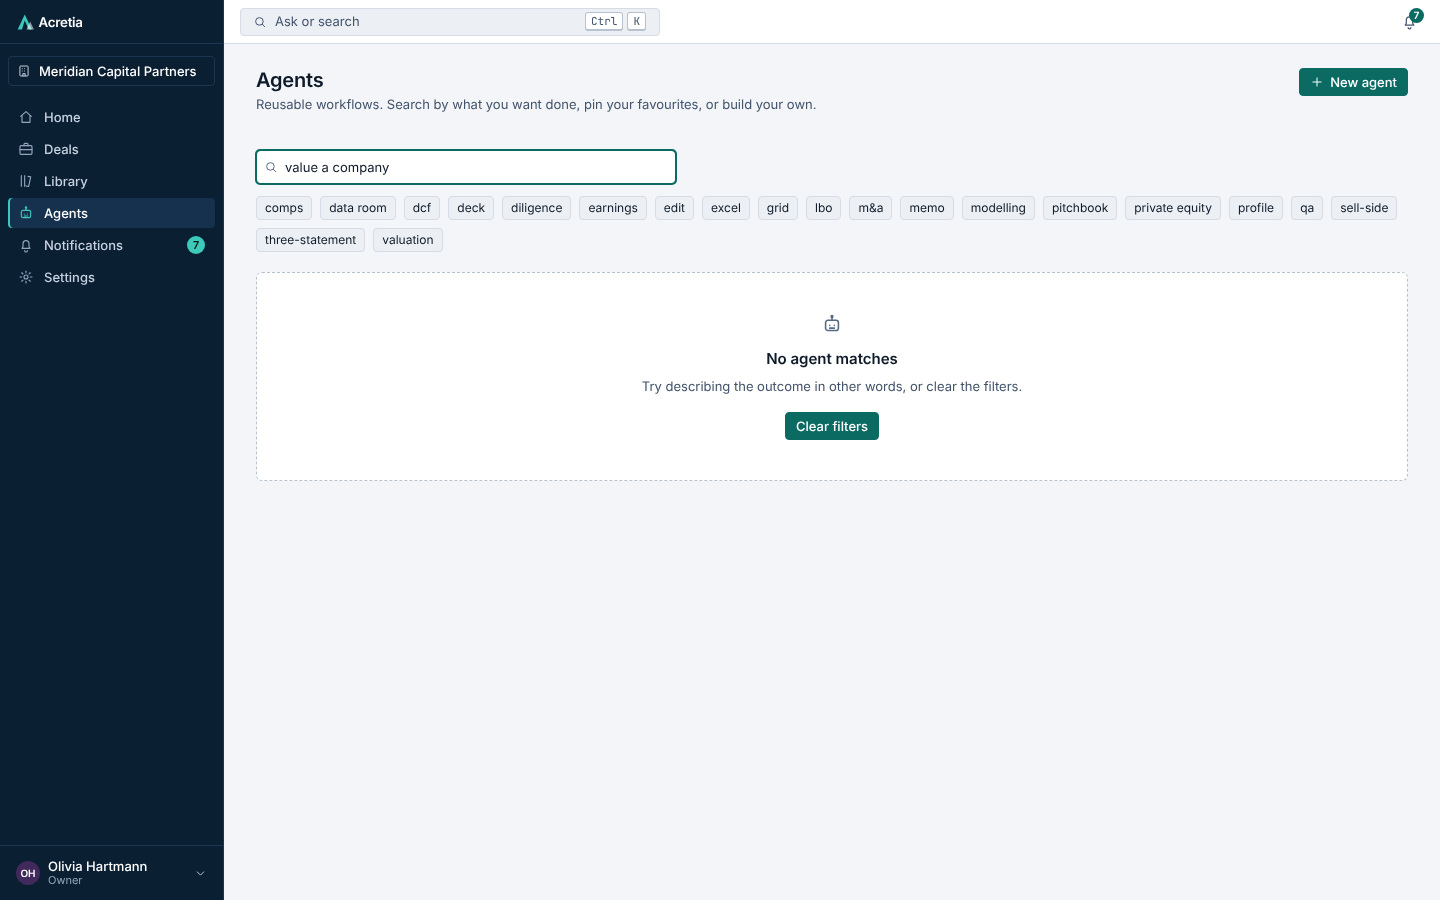 Acretia
Ask or search
Ctrl K
7
Meridian Capital Partners
Home
Deals
Library
Agents
Notifications 7
Settings
Agents
Reusable workflows. Search by what you want done, pin your favourites, or build your own.
New agent
value a company
comps data room dcf deck diligence earnings edit excel grid lbo m&a memo modelling pitchbook private equity profile qa sell-side
three-statement valuation
No agent matches
Try describing the outcome in other words, or clear the filters.
Clear filters
OH
Olivia Hartmann
Owner